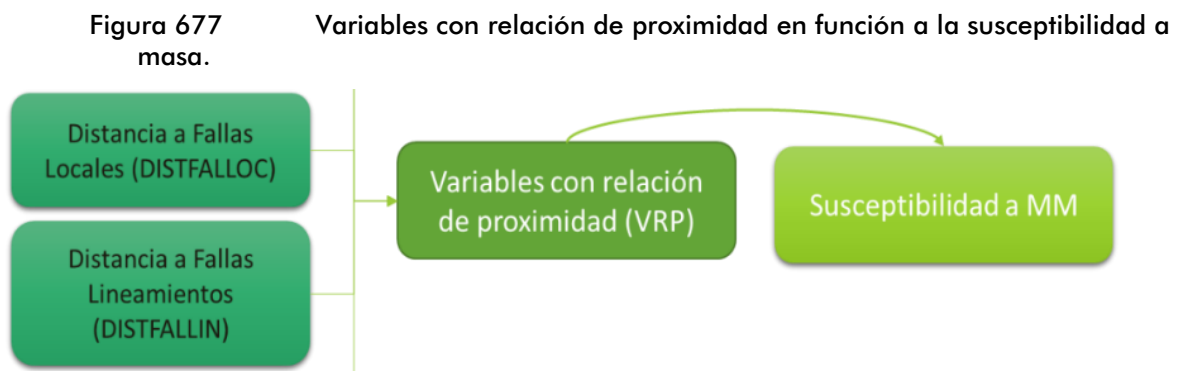 Figura 677 Variables con relación de proximidad en función a la susceptibilidad a
masa.
Distancia a Fallas
Locales (DISTFALLOC)
Distancia a Fallas
Lineamientos
(DISTFALLIN)
Variables con relación
de proximidad (VRP)
Susceptibilidad a MM